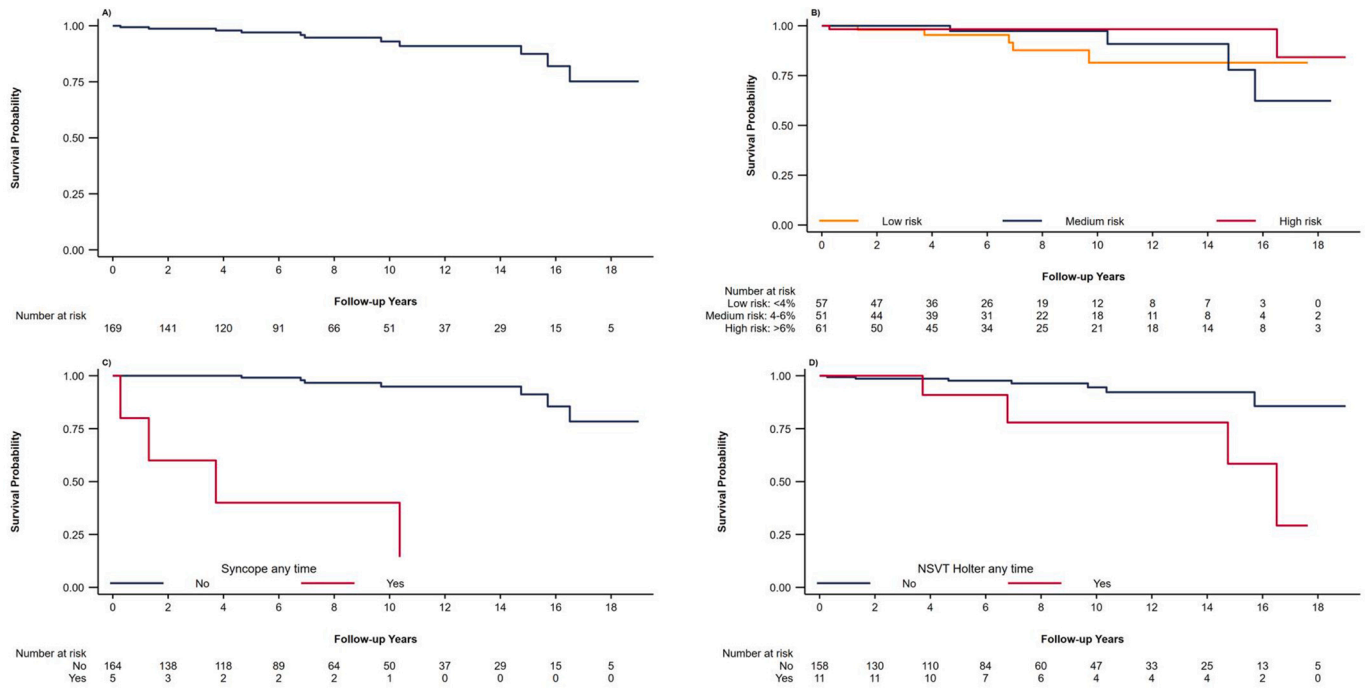 A)
Survival Probability
1.00
0.75
0.50
0.25
0.00
0 2 4 6 8 10 12 14 16 18
Follow-up Years
Number at risk
169 141 120 91 66 51 37 29 15 5
B)
Survival Probability
1.00
0.75
0.50
0.25
0.00
Low risk Medium risk High risk
0 2 4 6 8 10 12 14 16 18
Follow-up Years
Number at risk
Low risk: <4% 57 47 36 26 19 12 8 7 3 0
Medium risk: 4-6% 51 44 39 31 22 18 11 8 4 2
High risk: >6% 61 50 45 34 25 21 18 14 8 3
C)
Survival Probability
1.00
0.75
0.50
0.25
0.00
Syncope any time
No Yes
0 2 4 6 8 10 12 14 16 18
Follow-up Years
Number at risk
No 164 138 118 89 64 50 37 29 15 5
Yes 5 3 2 2 2 1 0 0 0 0
D)
Survival Probability
1.00
0.75
0.50
0.25
0.00
NSVT Holter any time
No Yes
0 2 4 6 8 10 12 14 16 18
Follow-up Years
Number at risk
No 158 130 110 84 60 47 33 25 13 5
Yes 11 11 10 7 6 4 4 4 2 0